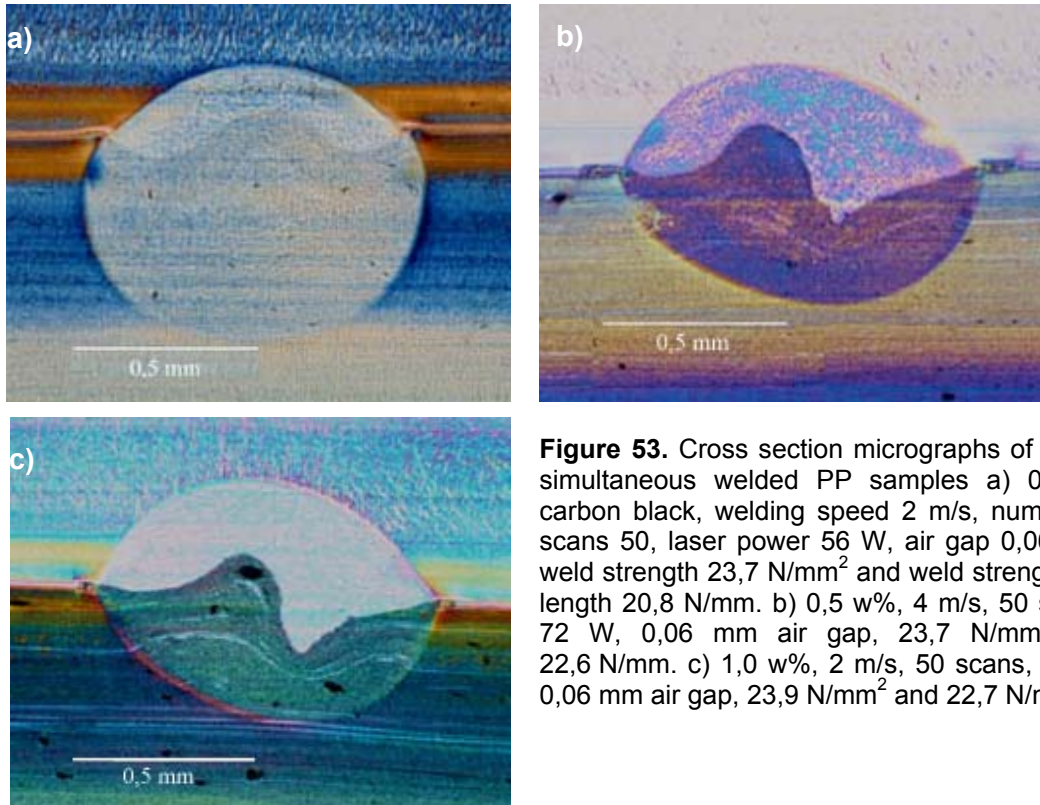 a)
0,5 mm
b)
0,5 mm
c)
0,5 mm
Figure 53. Cross section micrographs of
simultaneous welded PP samples a) 0
carbon black, welding speed 2 m/s, num
scans 50, laser power 56 W, air gap 0,0
weld strength 23,7 N/mm² and weld streng
length 20,8 N/mm. b) 0,5 w%, 4 m/s, 50 s
72 W, 0,06 mm air gap, 23,7 N/mm
22,6 N/mm. c) 1,0 w%, 2 m/s, 50 scans,
0,06 mm air gap, 23,9 N/mm² and 22,7 N/m